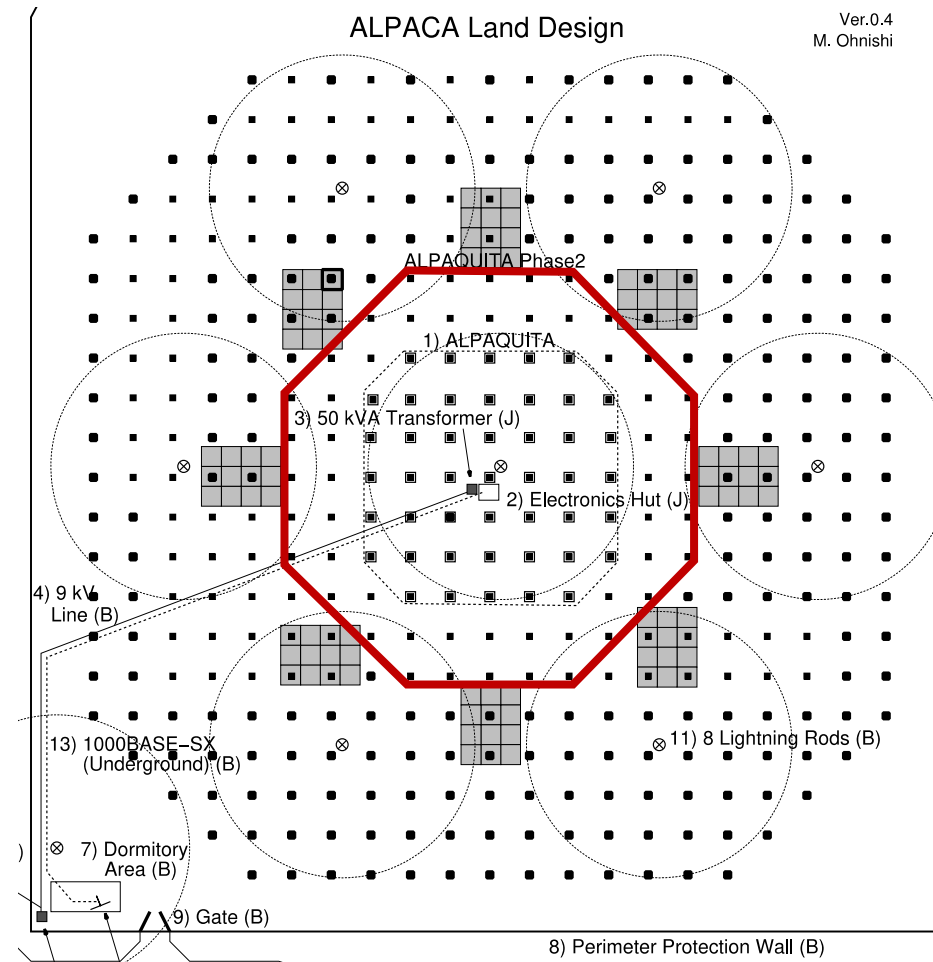 ALPACA Land Design
Ver.0.4
M. Ohnishi
ALPAQUITA Phase2
1) ALPAQUITA
3) 50 kVA Transformer (J)
2) Electronics Hut (J)
4) 9 kV
Line (B)
13) 1000BASE−SX
(Underground) (B)
11) 8 Lightning Rods (B)
7) Dormitory
Area (B)
)
9) Gate (B)
8) Perimeter Protection Wall (B)